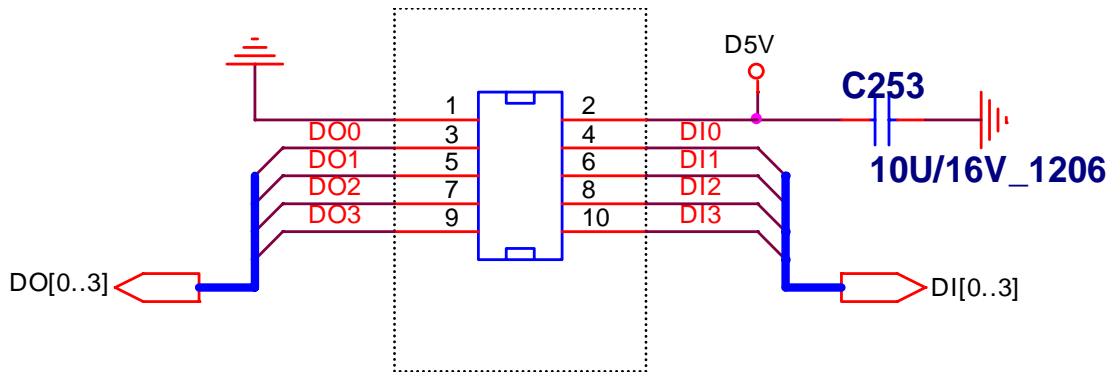 D5V
C253
1 2
DO0 3 4 DI0
DO1 5 6 DI1
DO2 7 8 DI2
DO3 9 10 DI3
10U/16V_1206
DO[0..3]
DI[0..3]